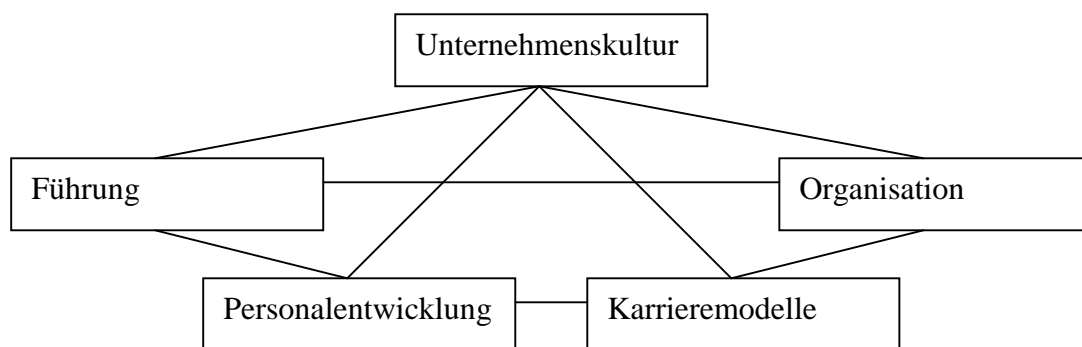 Unternehmenskultur
Führung
Organisation
Personalentwicklung
Karrieremodelle